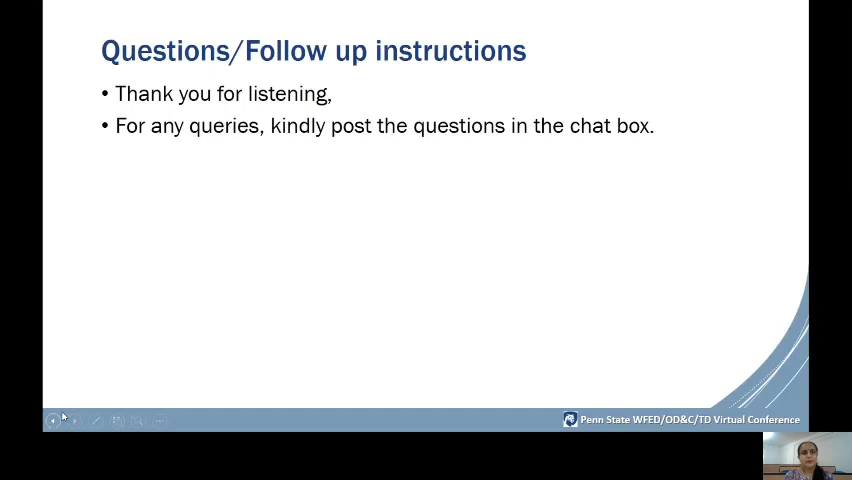 Questions/Follow up instructions
• Thank you for listening,
• For any queries, kindly post the questions in the chat box.
Penn State WFED/OD&C/TD Virtual Conference